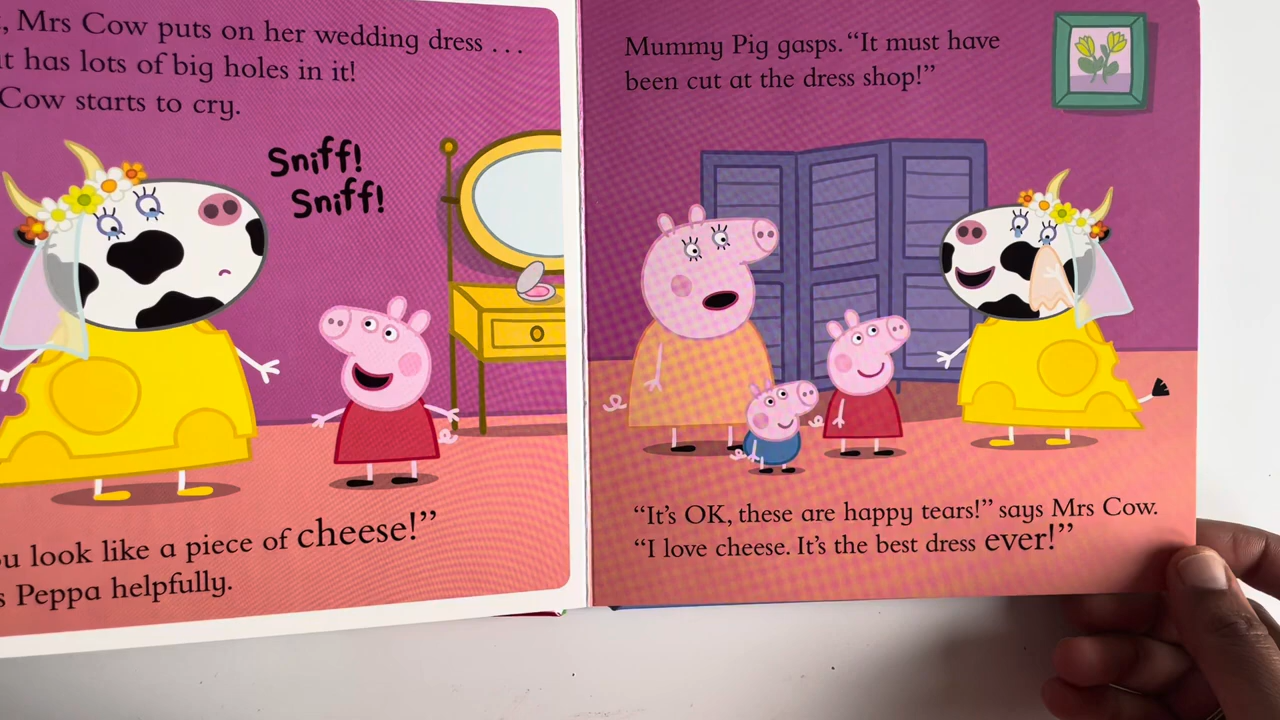 Mrs Cow puts on her wedding dress ...
has lots of big holes in it!
Cow starts to cry.
Sniff!
Sniff!
look like a piece of cheese!”
Peppa helpfully.
Mummy Pig gasps. “It must have
been cut at the dress shop!”
“It’s OK, these are happy tears!” says Mrs Cow.
“I love cheese. It’s the best dress ever!”